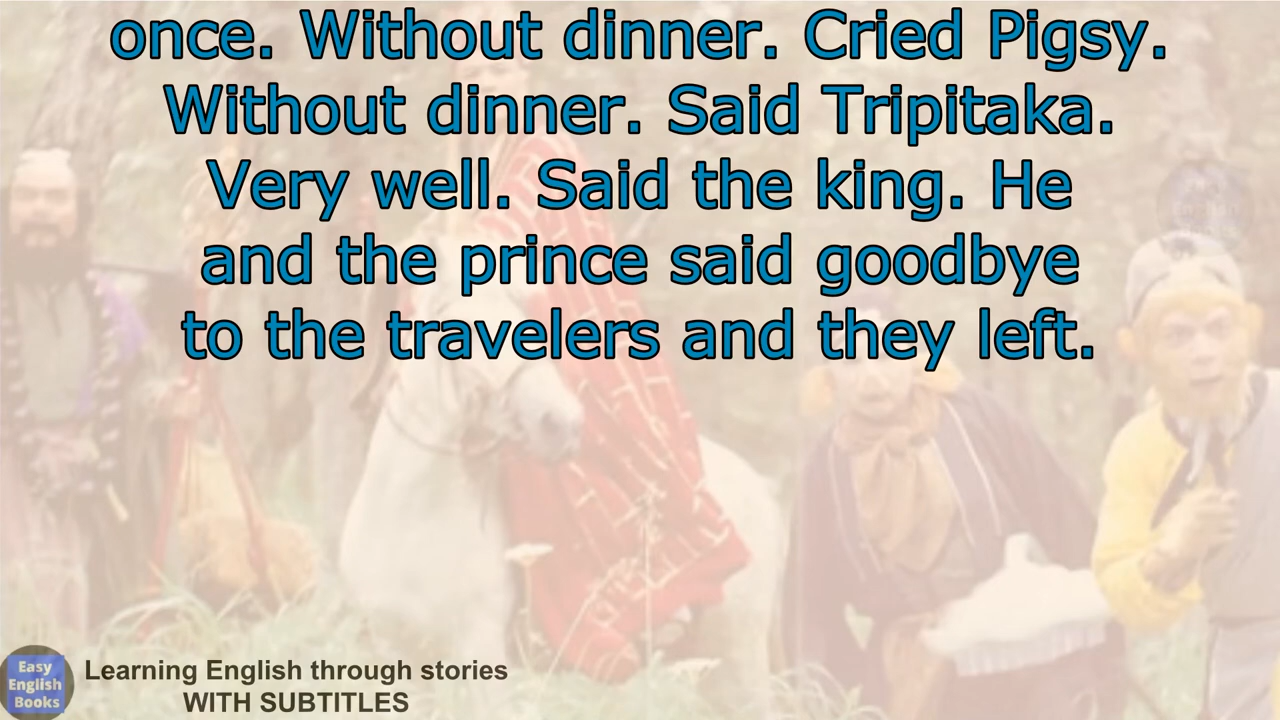 once. Without dinner. Cried Pigsy.
Without dinner. Said Tripitaka.
Very well. Said the king. He
and the prince said goodbye
to the travelers and they left.
Easy
English
Books
Learning English through stories
WITH SUBTITLES